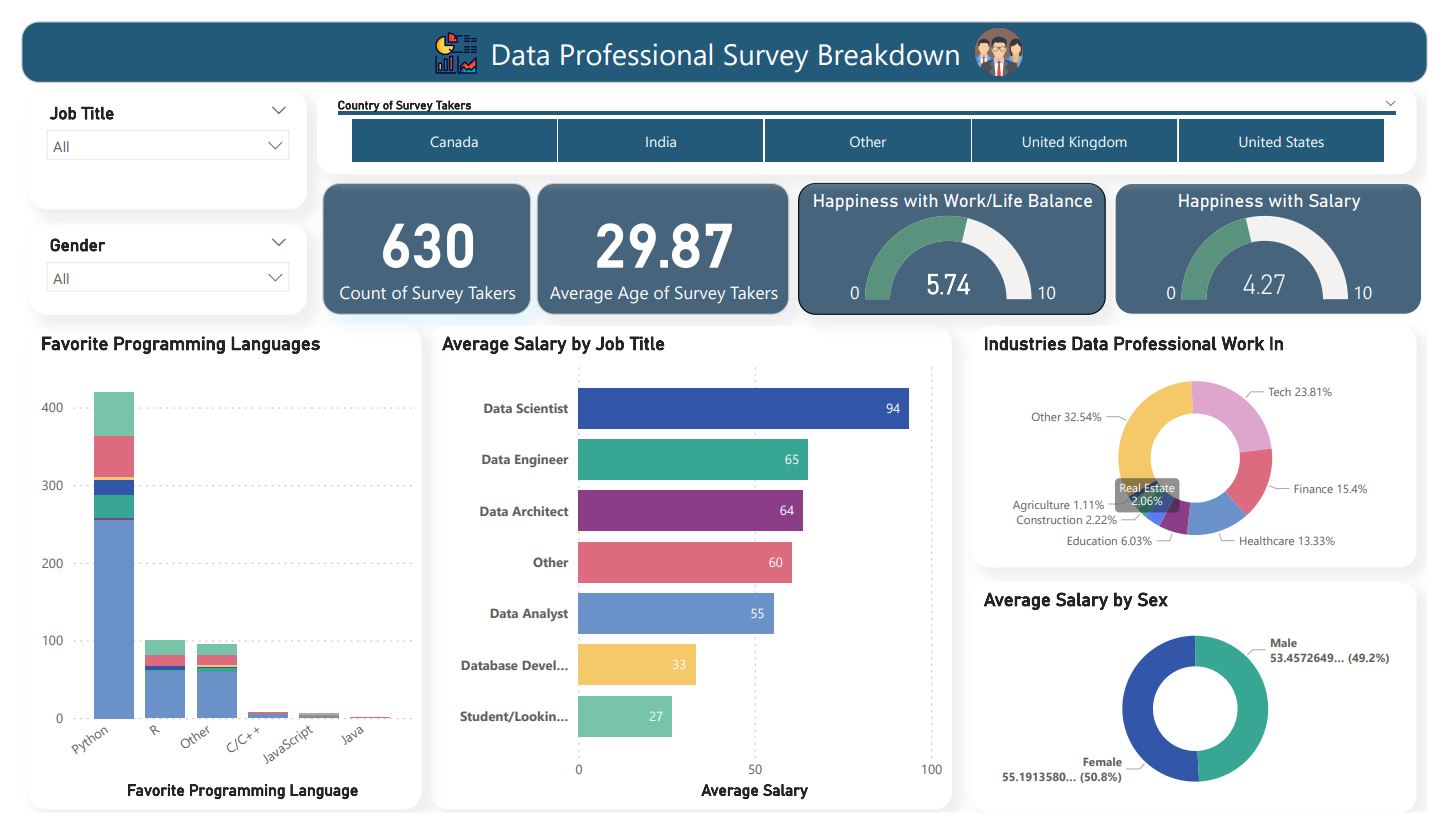 Data Professional Survey Breakdown
Job Title
All
Country of Survey Takers
Canada
India
Other
United Kingdom
United States
Gender
All
630
Count of Survey Takers
29.87
Average Age of Survey Takers
Happiness with Work/Life Balance
0
5.74
10
Happiness with Salary
0
4.27
10
Favorite Programming Languages
400
300
200
100
0
Python
R
Other
C/C++
JavaScript
Java
Favorite Programming Language
Average Salary by Job Title
Data Scientist
94
Data Engineer
65
Data Architect
64
Other
60
Data Analyst
55
Database Devel...
33
Student/Lookin...
27
0
50
100
Average Salary
Industries Data Professional Work In
Tech 23.81%
Other 32.54%
Real Estate
2.06%
Finance 15.4%
Agriculture 1.11%
Construction 2.22%
Education 6.03%
Healthcare 13.33%
Average Salary by Sex
Male
53.4572649... (49.2%)
Female
55.1913580... (50.8%)